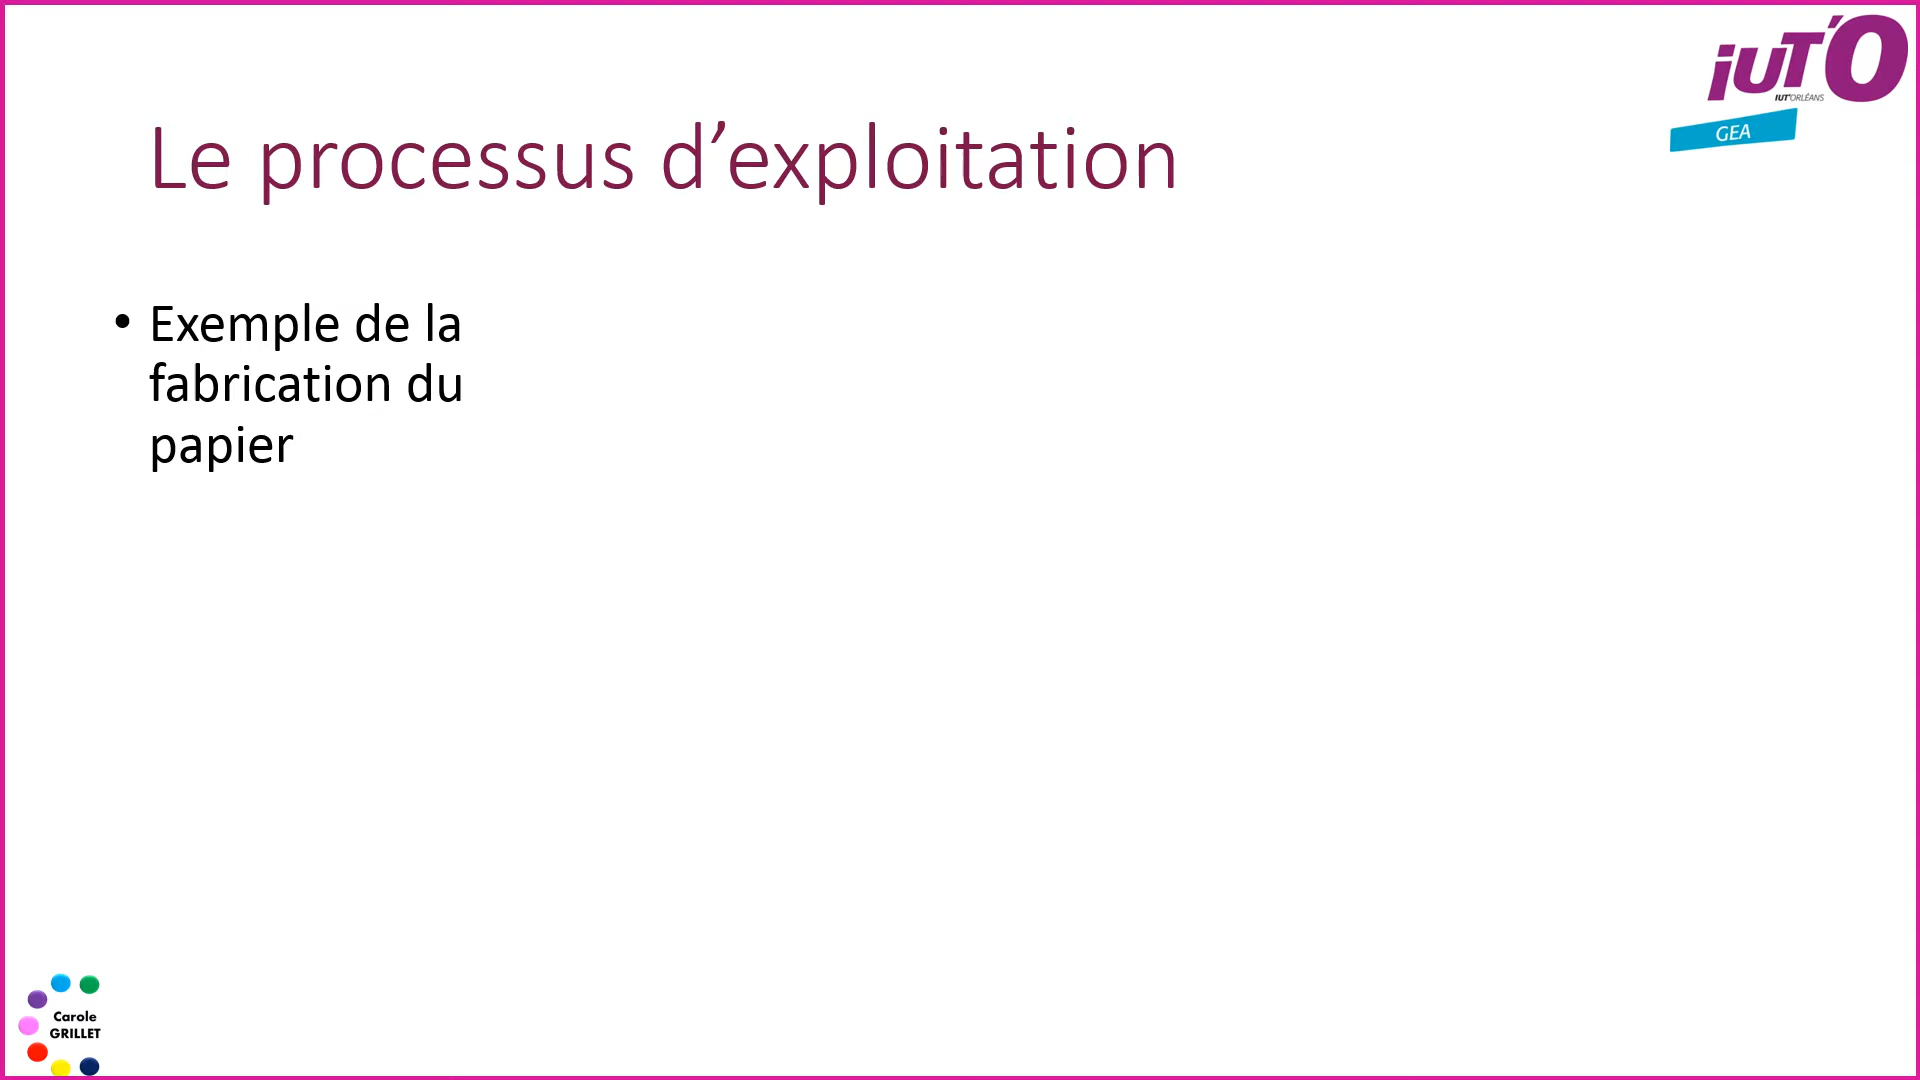 iUT'O
IUT'ORLÉANS
GEA
Le processus d’exploitation
• Exemple de la
fabrication du
papier
Carole
GRILLET